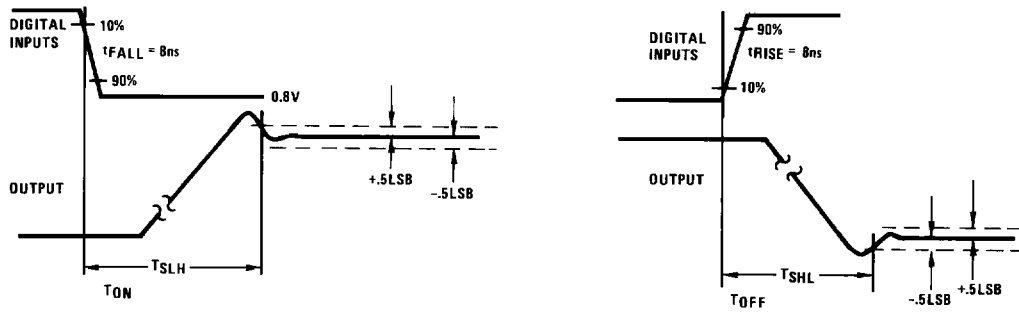 DIGITAL
INPUTS
10%
tFALL = 8ns
90%
0.8V
OUTPUT
+.5LSB
-.5LSB
TSLH
TON
DIGITAL
INPUTS
90%
tRISE = 8ns
10%
OUTPUT
TSHL
TOFF
-.5LSB
+.5LSB